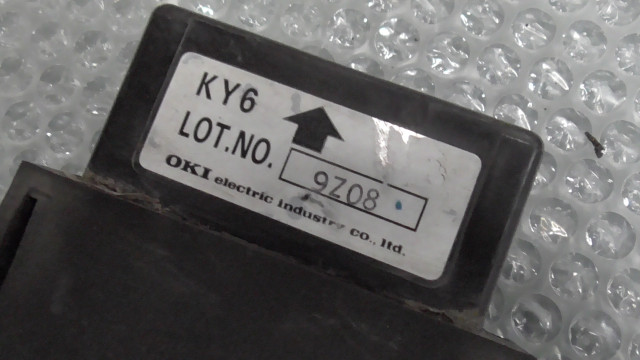 KY6
LOT.NO. 9Z08
OKI electric industry co., ltd.